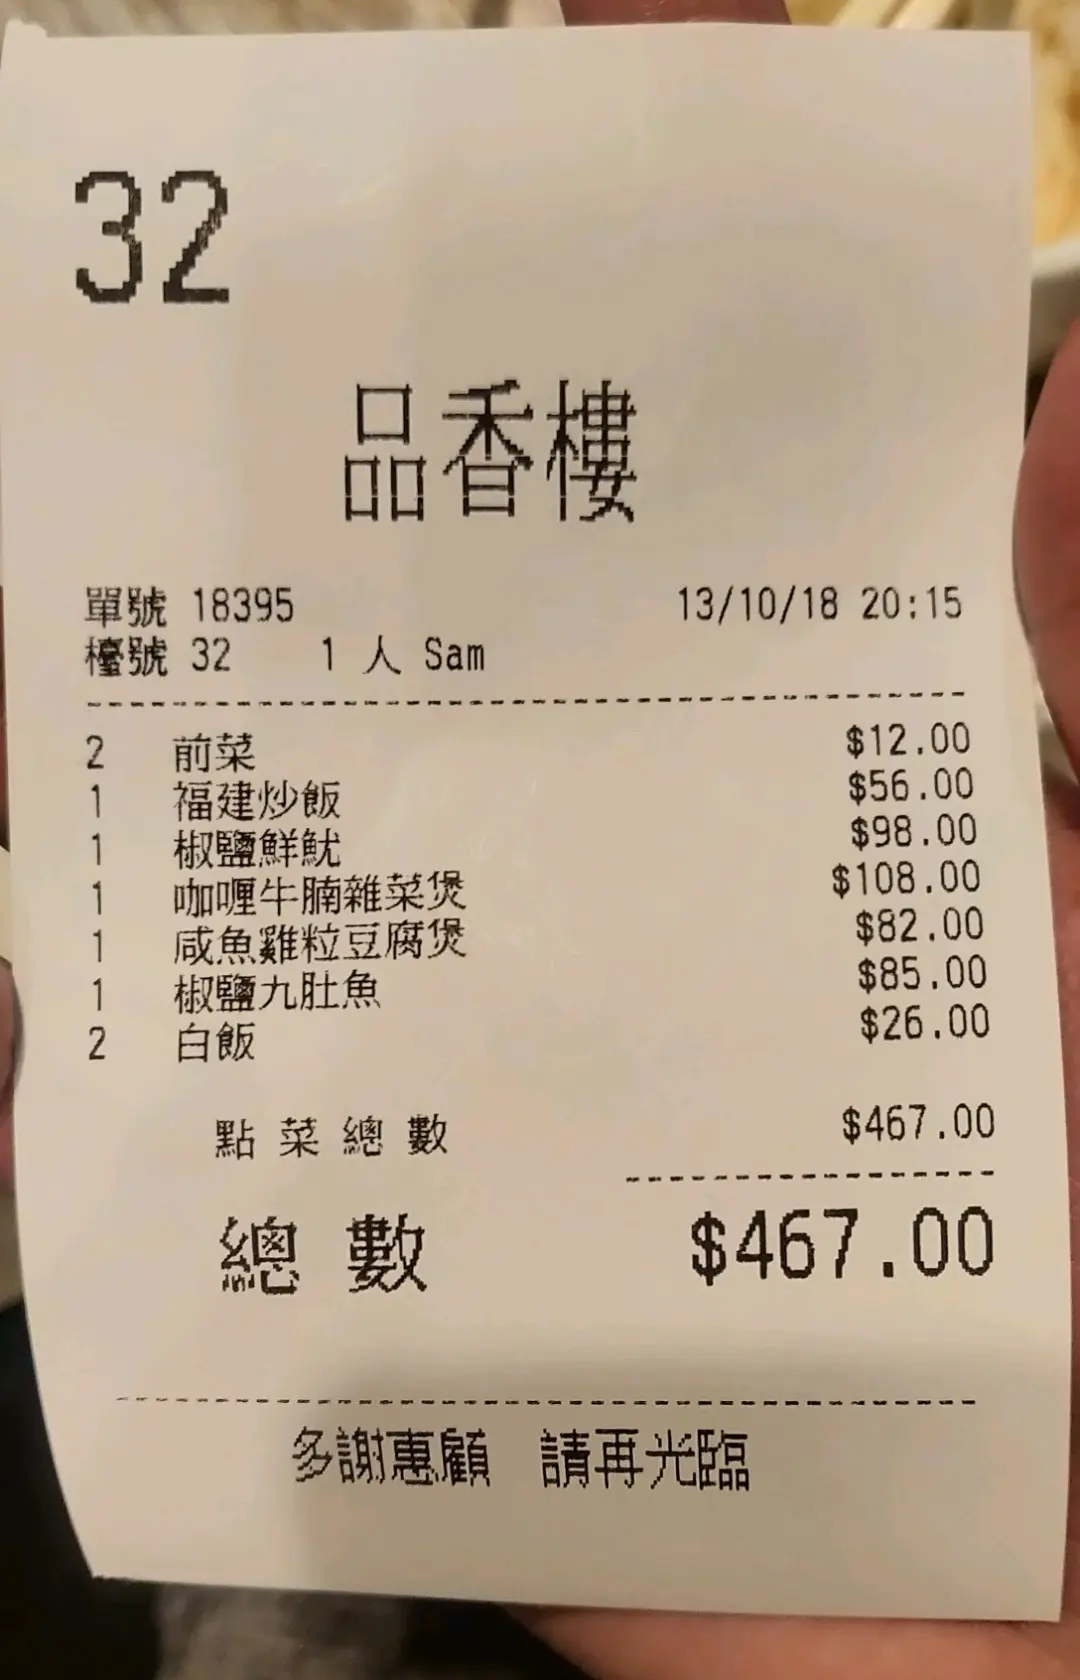 32
品香樓
單號 18395 13/10/18 20:15
檯號 32 1 人 Sam
2 前菜 $12.00
1 福建炒飯 $56.00
1 椒鹽鮮魷 $98.00
1 咖喱牛腩雜菜煲 $108.00
1 咸魚雞粒豆腐煲 $82.00
1 椒鹽九肚魚 $85.00
2 白飯 $26.00
點菜總數 $467.00
總數 $467.00
多謝惠顧 請再光臨